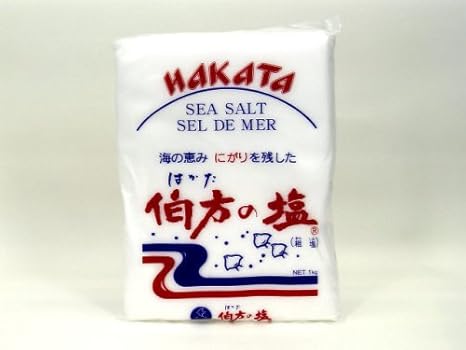 HAKATA
SEA SALT
SEL DE MER
海の恵み にがりを残した
はかた
伯方の塩®
(粗塩)
NET 1kg
はかた
伯方の塩